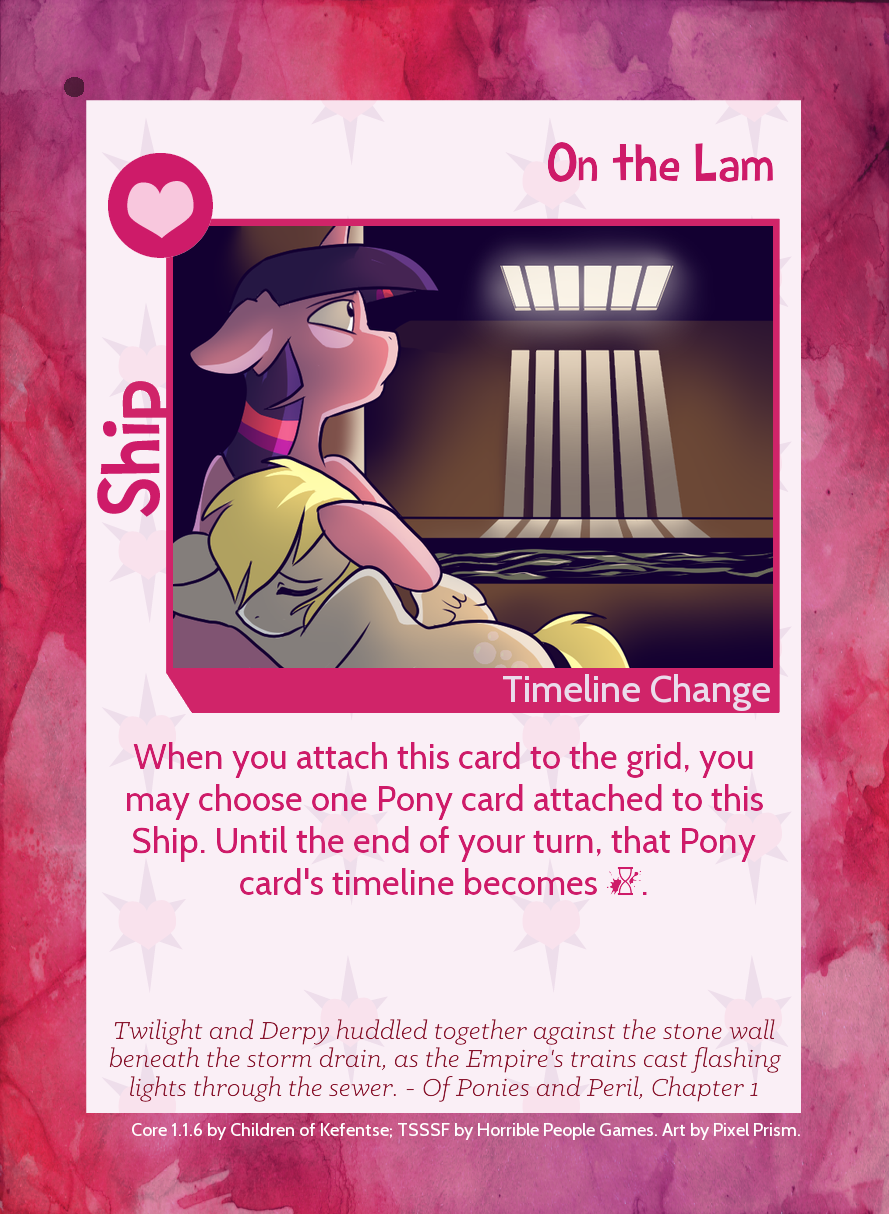 On the Lam
Ship
Timeline Change
When you attach this card to the grid, you
may choose one Pony card attached to this
Ship. Until the end of your turn, that Pony
card's timeline becomes .
Twilight and Derpy huddled together against the stone wall
beneath the storm drain, as the Empire's trains cast flashing
lights through the sewer. - Of Ponies and Peril, Chapter 1
Core 1.1.6 by Children of Kefentse; TSSSF by Horrible People Games. Art by Pixel Prism.